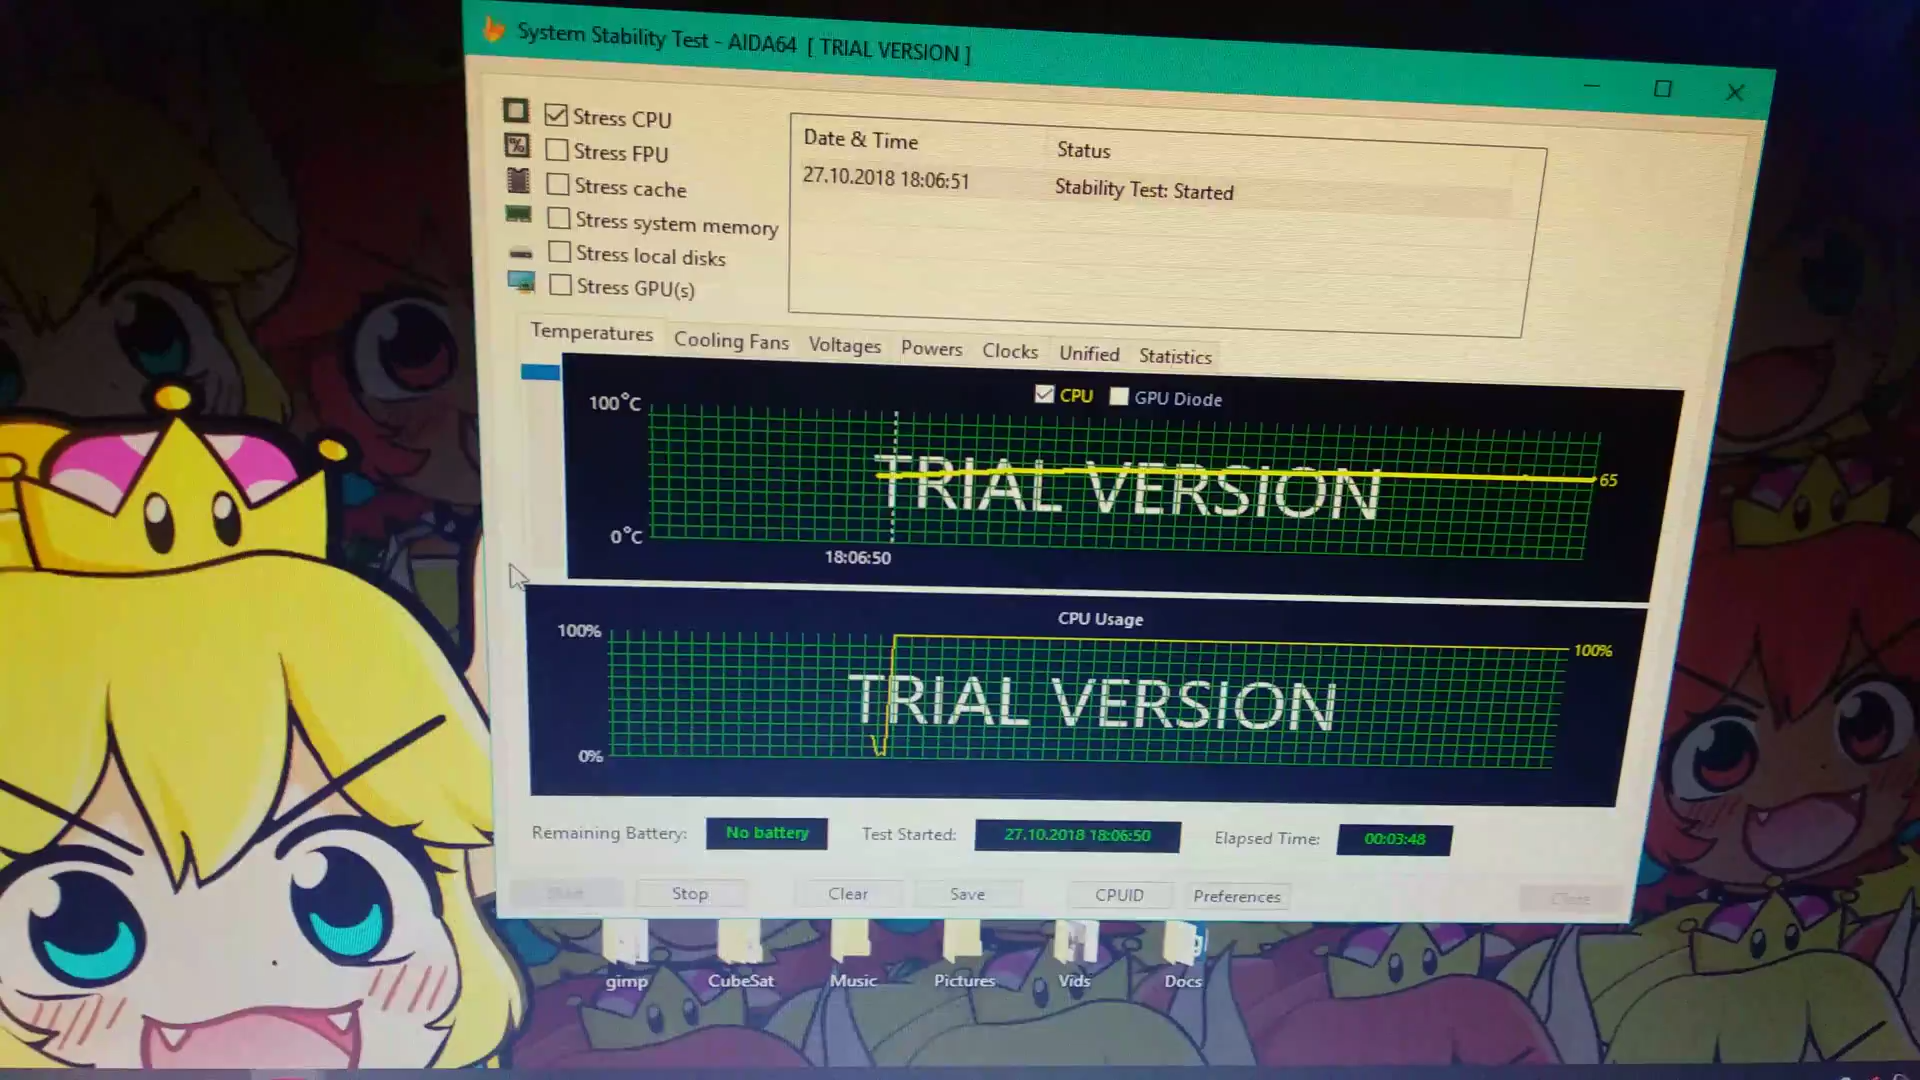 System Stability Test - AIDA64 [ TRIAL VERSION ]
Stress CPU
Stress FPU
Stress cache
Stress system memory
Stress local disks
Stress GPU(s)
Date & Time Status
27.10.2018 18:06:51 Stability Test: Started
Temperatures Cooling Fans Voltages Powers Clocks Unified Statistics
CPU GPU Diode
100°C
TRIAL VERSION
65
0°C
18:06:50
CPU Usage
100%
100%
TRIAL VERSION
0%
Remaining Battery: No battery Test Started: 27.10.2018 18:06:50 Elapsed Time: 00:03:48
Start Stop Clear Save CPUID Preferences Close
gimp CubeSat Music Pictures Vids Docs